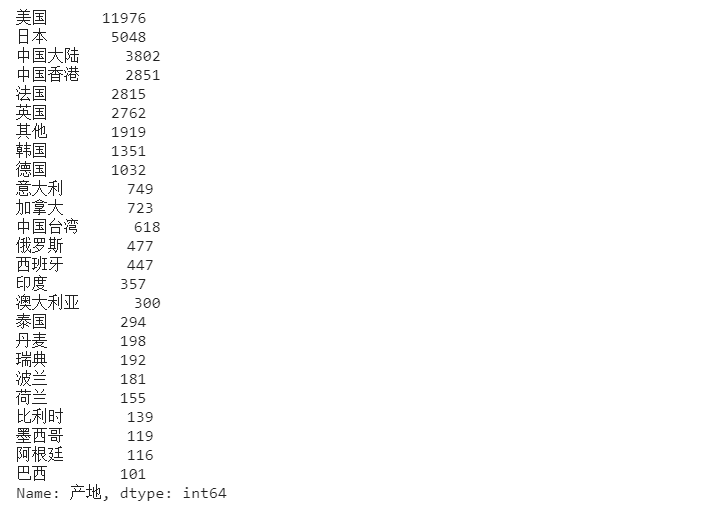 美国 11976
日本 5048
中国大陆 3802
中国香港 2851
法国 2815
英国 2762
其他 1919
韩国 1351
德国 1032
意大利 749
加拿大 723
中国台湾 618
俄罗斯 477
西班牙 447
印度 357
澳大利亚 300
泰国 294
丹麦 198
瑞典 192
波兰 181
荷兰 155
比利时 139
墨西哥 119
阿根廷 116
巴西 101
Name: 产地, dtype: int64